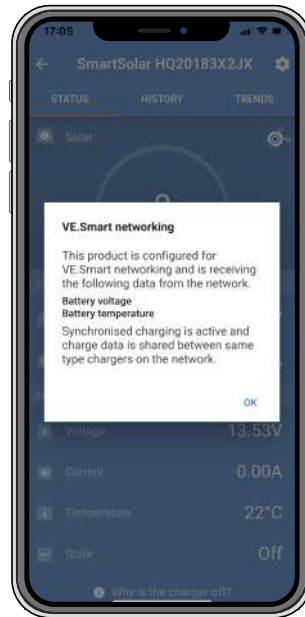 17:05
SmartSolar HQ20183X2JX
STATUS HISTORY TRENDS
Solar
VE.Smart networking
This product is configured for
VE.Smart networking and is receiving
the following data from the network.
Battery voltage
Battery temperature
Synchronised charging is active and
charge data is shared between same
type chargers on the network.
OK
Voltage 13.53V
Current 0.00A
Temperature 22°C
State Off
Why is the charger off?